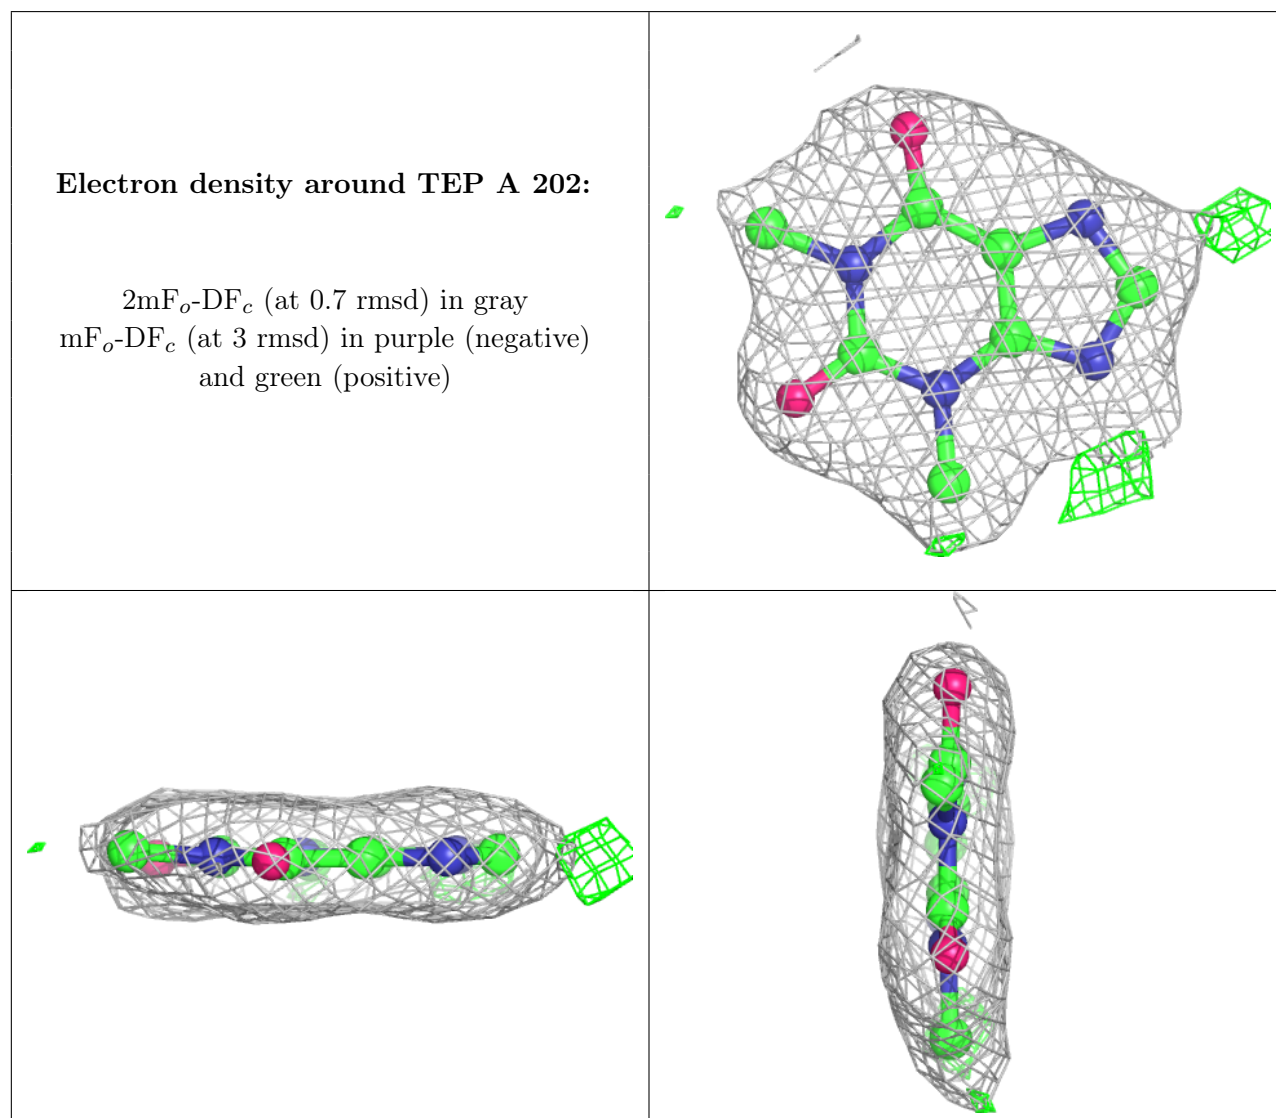 Electron density around TEP A 202:
2mFo-DFc (at 0.7 rmsd) in gray
mFo-DFc (at 3 rmsd) in purple (negative)
and green (positive)